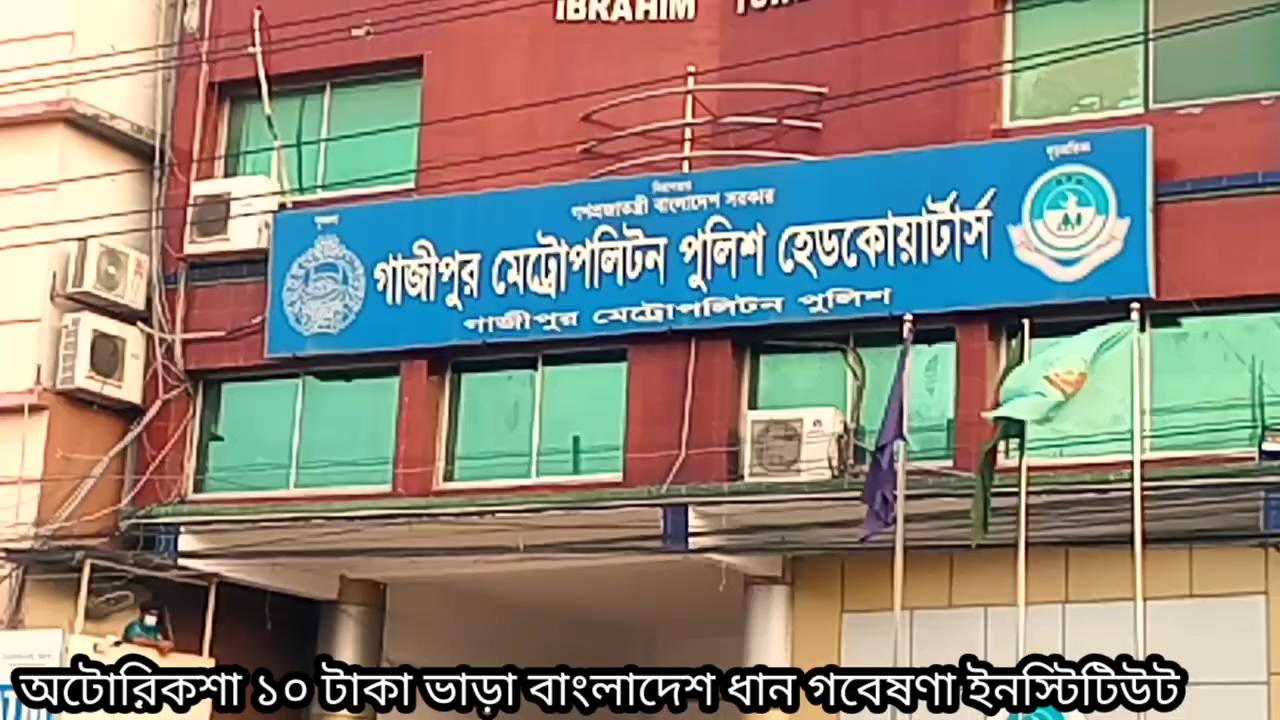 IBRAHIM
গণপ্রজাতন্ত্রী বাংলাদেশ সরকার
গাজীপুর মেট্রোপলিটন পুলিশ হেডকোয়ার্টার্স
গাজীপুর মেট্রোপলিটন পুলিশ
অটোরিকশা ১০ টাকা ভাড়া বাংলাদেশ ধান গবেষণা ইনস্টিটিউট